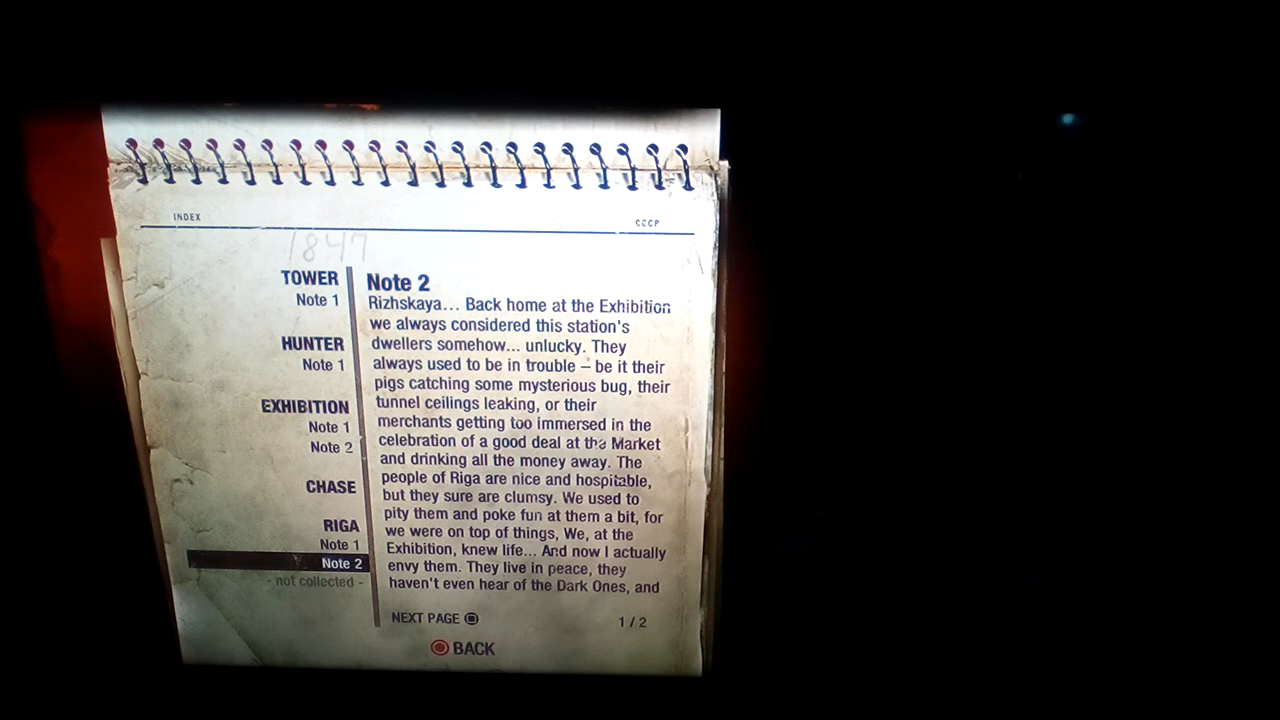 INDEX
CCCP
1847
TOWER
Note 1
HUNTER
Note 1
EXHIBITION
Note 1
Note 2
CHASE
RIGA
Note 1
Note 2
- not collected -
Note 2
Rizhskaya... Back home at the Exhibition
we always considered this station's
dwellers somehow... unlucky. They
always used to be in trouble – be it their
pigs catching some mysterious bug, their
tunnel ceilings leaking, or their
merchants getting too immersed in the
celebration of a good deal at the Market
and drinking all the money away. The
people of Riga are nice and hospitable,
but they sure are clumsy. We used to
pity them and poke fun at them a bit, for
we were on top of things, We, at the
Exhibition, knew life... And now I actually
envy them. They live in peace, they
haven't even hear of the Dark Ones, and
NEXT PAGE
1 / 2
BACK